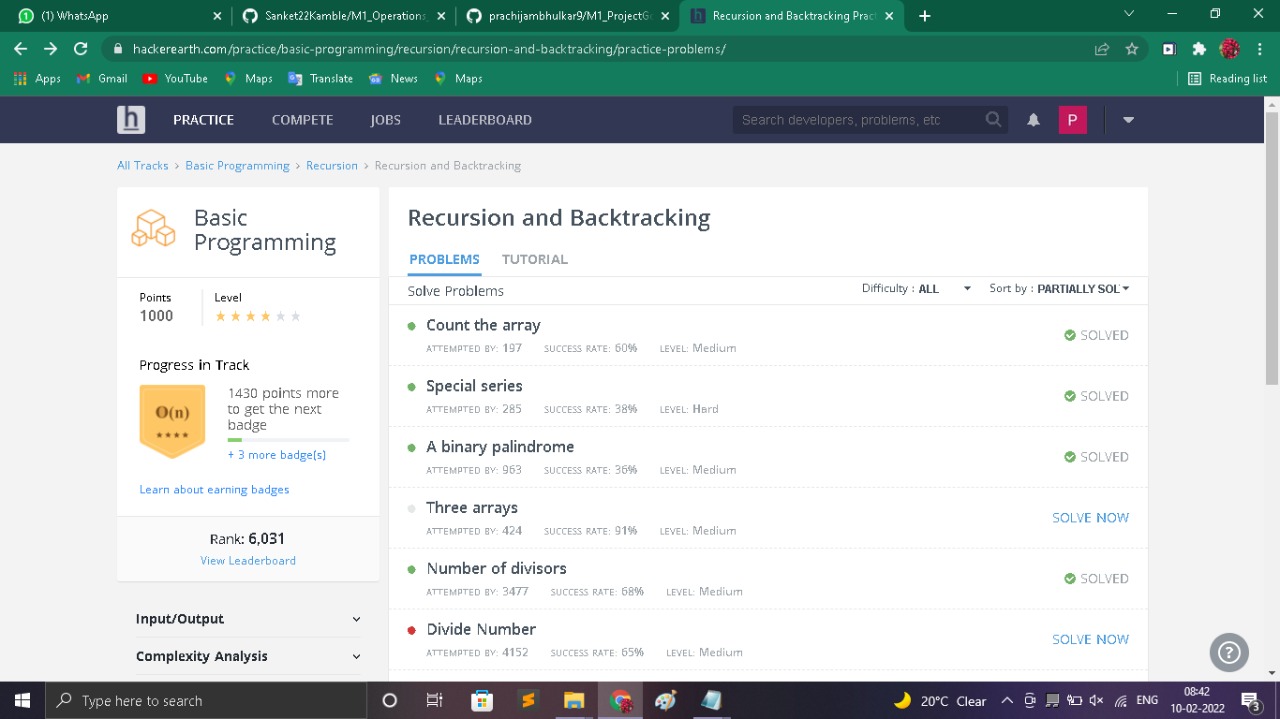 (1) WhatsApp
Sanket22Kamble/M1_Operations_
prachijambhulkar9/M1_ProjectGo
Recursion and Backtracking Pract
hackerearth.com/practice/basic-programming/recursion/recursion-and-backtracking/practice-problems/
Apps Gmail YouTube Maps Translate News Maps Reading list
h PRACTICE COMPETE JOBS LEADERBOARD Search developers, problems, etc P
All Tracks > Basic Programming > Recursion > Recursion and Backtracking
Basic
Programming
Points Level
1000
Progress in Track
O(n)
1430 points more
to get the next
badge
+ 3 more badge(s)
Learn about earning badges
Rank: 6,031
View Leaderboard
Input/Output
Complexity Analysis
Recursion and Backtracking
PROBLEMS TUTORIAL
Solve Problems Difficulty : ALL Sort by : PARTIALLY SOL
Count the array SOLVED
ATTEMPTED BY: 197 SUCCESS RATE: 60% LEVEL: Medium
Special series SOLVED
ATTEMPTED BY: 285 SUCCESS RATE: 38% LEVEL: Hard
A binary palindrome SOLVED
ATTEMPTED BY: 963 SUCCESS RATE: 36% LEVEL: Medium
Three arrays SOLVE NOW
ATTEMPTED BY: 424 SUCCESS RATE: 91% LEVEL: Medium
Number of divisors SOLVED
ATTEMPTED BY: 3477 SUCCESS RATE: 68% LEVEL: Medium
Divide Number SOLVE NOW
ATTEMPTED BY: 4152 SUCCESS RATE: 65% LEVEL: Medium
Type here to search
20°C Clear
ENG
08:42
10-02-2022
3